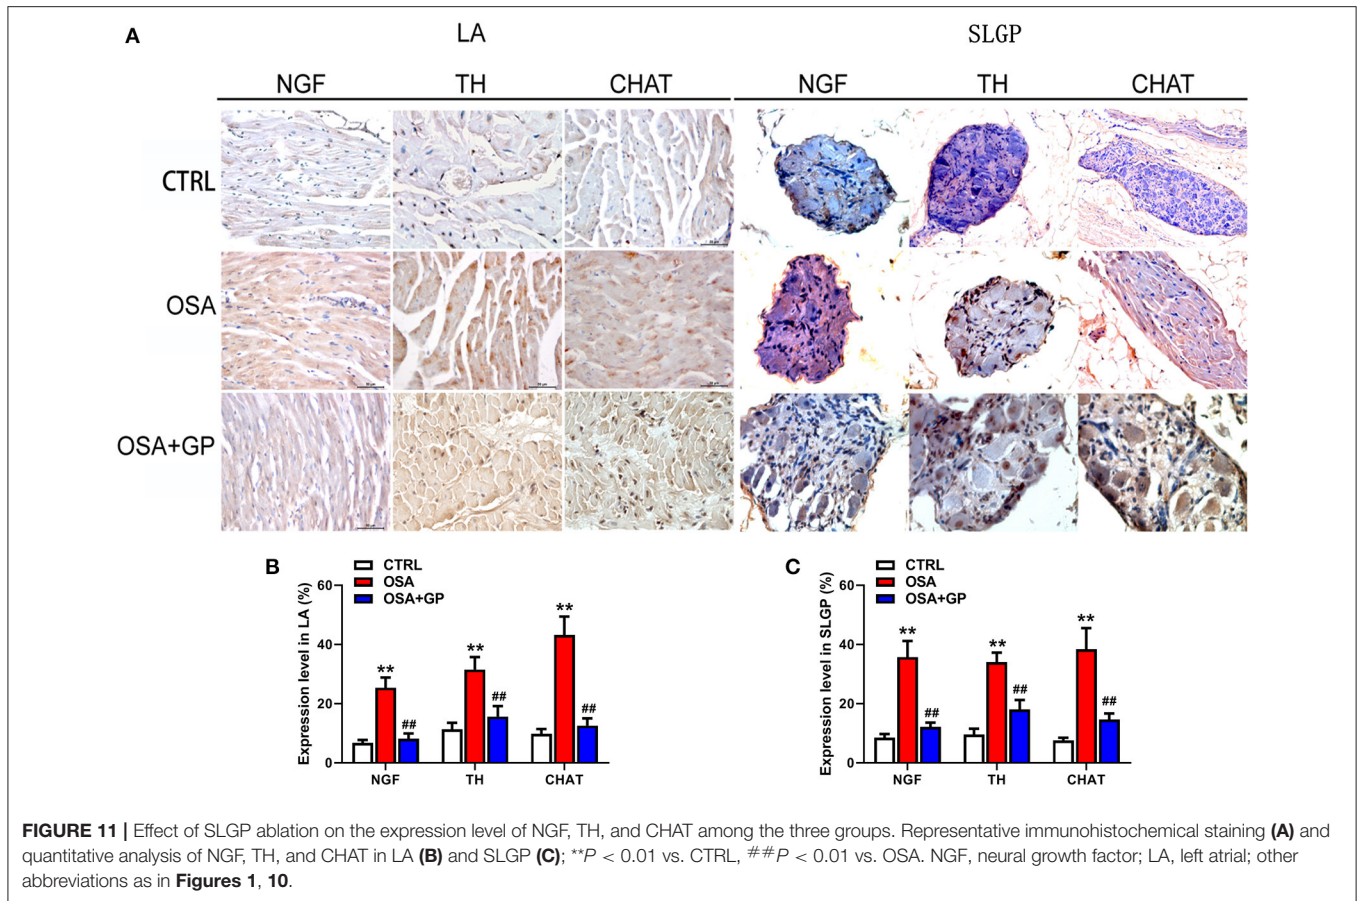 A
LA
SLGP
NGF TH CHAT NGF TH CHAT
CTRL
OSA
OSA+GP
B
CTRL
OSA
OSA+GP
Expression level in LA (%)
60
40
20
0
** ## ** ## ** ##
NGF TH CHAT
C
CTRL
OSA
OSA+GP
Expression level in SLGP (%)
60
40
20
0
** ## ** ## ** ##
NGF TH CHAT
FIGURE 11 | Effect of SLGP ablation on the expression level of NGF, TH, and CHAT among the three groups. Representative immunohistochemical staining (A) and
quantitative analysis of NGF, TH, and CHAT in LA (B) and SLGP (C); **P < 0.01 vs. CTRL, ##P < 0.01 vs. OSA. NGF, neural growth factor; LA, left atrial; other
abbreviations as in Figures 1, 10.